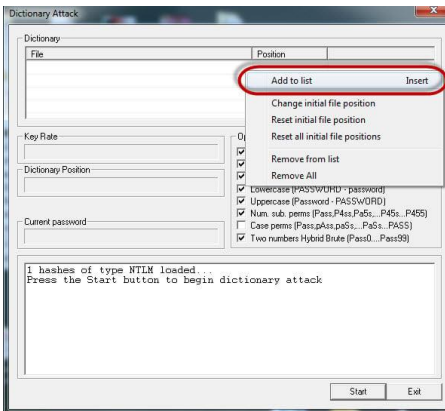 Dictionary Attack
Dictionary
File Position
Add to list Insert
Change initial file position
Reset initial file position
Reset all initial file positions
Remove from list
Remove All
Key Rate
Dictionary Position
Lowercase (PASSWORD - password)
Uppercase (Password - PASSWORD)
Num. sub. perms (Pass,P4ss,Pa5s,...P45s...P455)
Case perms (Pass,pAss,paSs,...PaSs...PASS)
Two numbers Hybrid Brute (Pass0....Pass99)
Current password
1 hashes of type NTLM loaded...
Press the Start button to begin dictionary attack
Start Exit